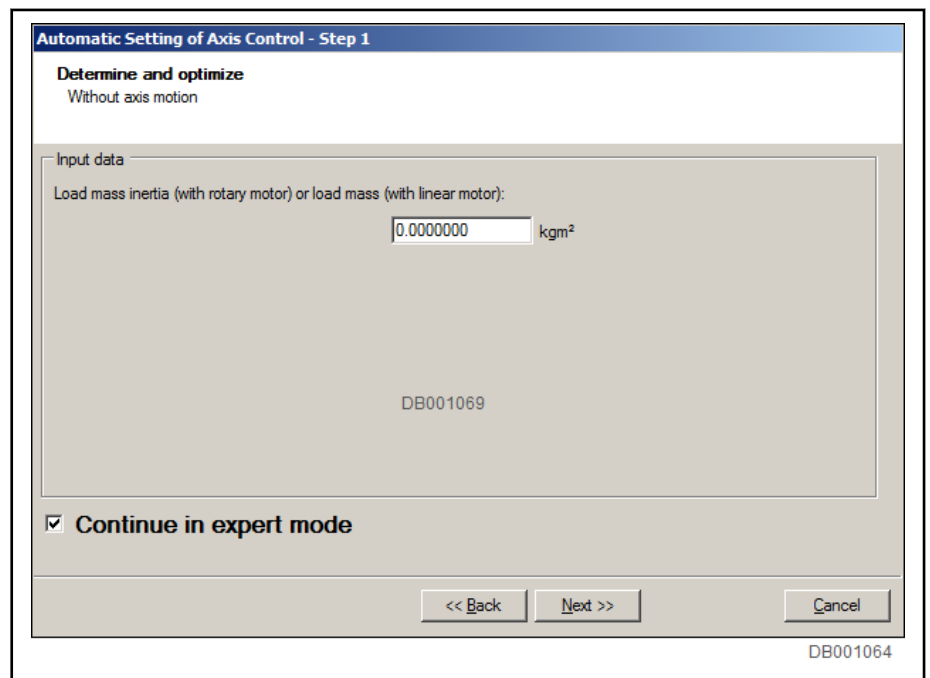 Automatic Setting of Axis Control - Step 1
Determine and optimize
Without axis motion
Input data
Load mass inertia (with rotary motor) or load mass (with linear motor):
0.0000000 kgm²
DB001069
Continue in expert mode
<< Back Next >> Cancel
DB001064